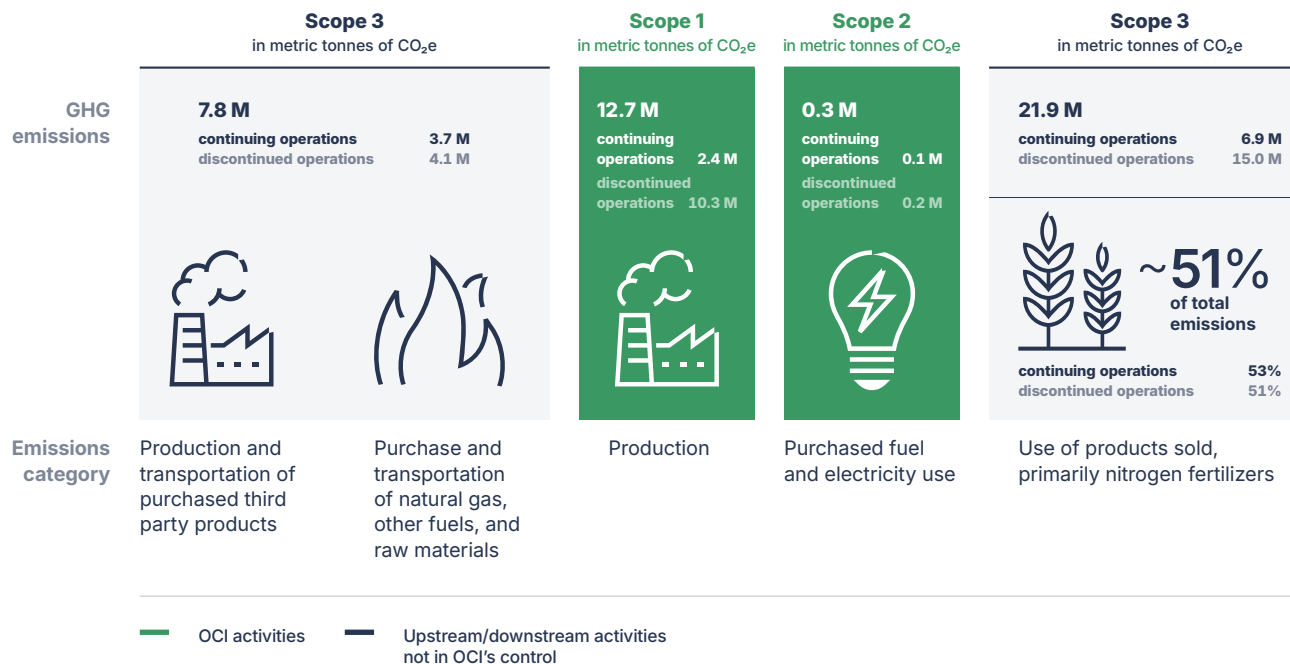 Scope 3
in metric tonnes of CO₂e
Scope 1
in metric tonnes of CO₂e
Scope 2
in metric tonnes of CO₂e
Scope 3
in metric tonnes of CO₂e
GHG
emissions
7.8 M
continuing operations 3.7 M
discontinued operations 4.1 M
12.7 M
continuing
operations 2.4 M
discontinued
operations 10.3 M
0.3 M
continuing
operations 0.1 M
discontinued
operations 0.2 M
21.9 M
continuing operations 6.9 M
discontinued operations 15.0 M
~51%
of total
emissions
continuing operations 53%
discontinued operations 51%
Emissions
category
Production and
transportation of
purchased third
party products
Purchase and
transportation
of natural gas,
other fuels, and
raw materials
Production
Purchased fuel
and electricity use
Use of products sold,
primarily nitrogen fertilizers
OCI activities
Upstream/downstream activities
not in OCI's control